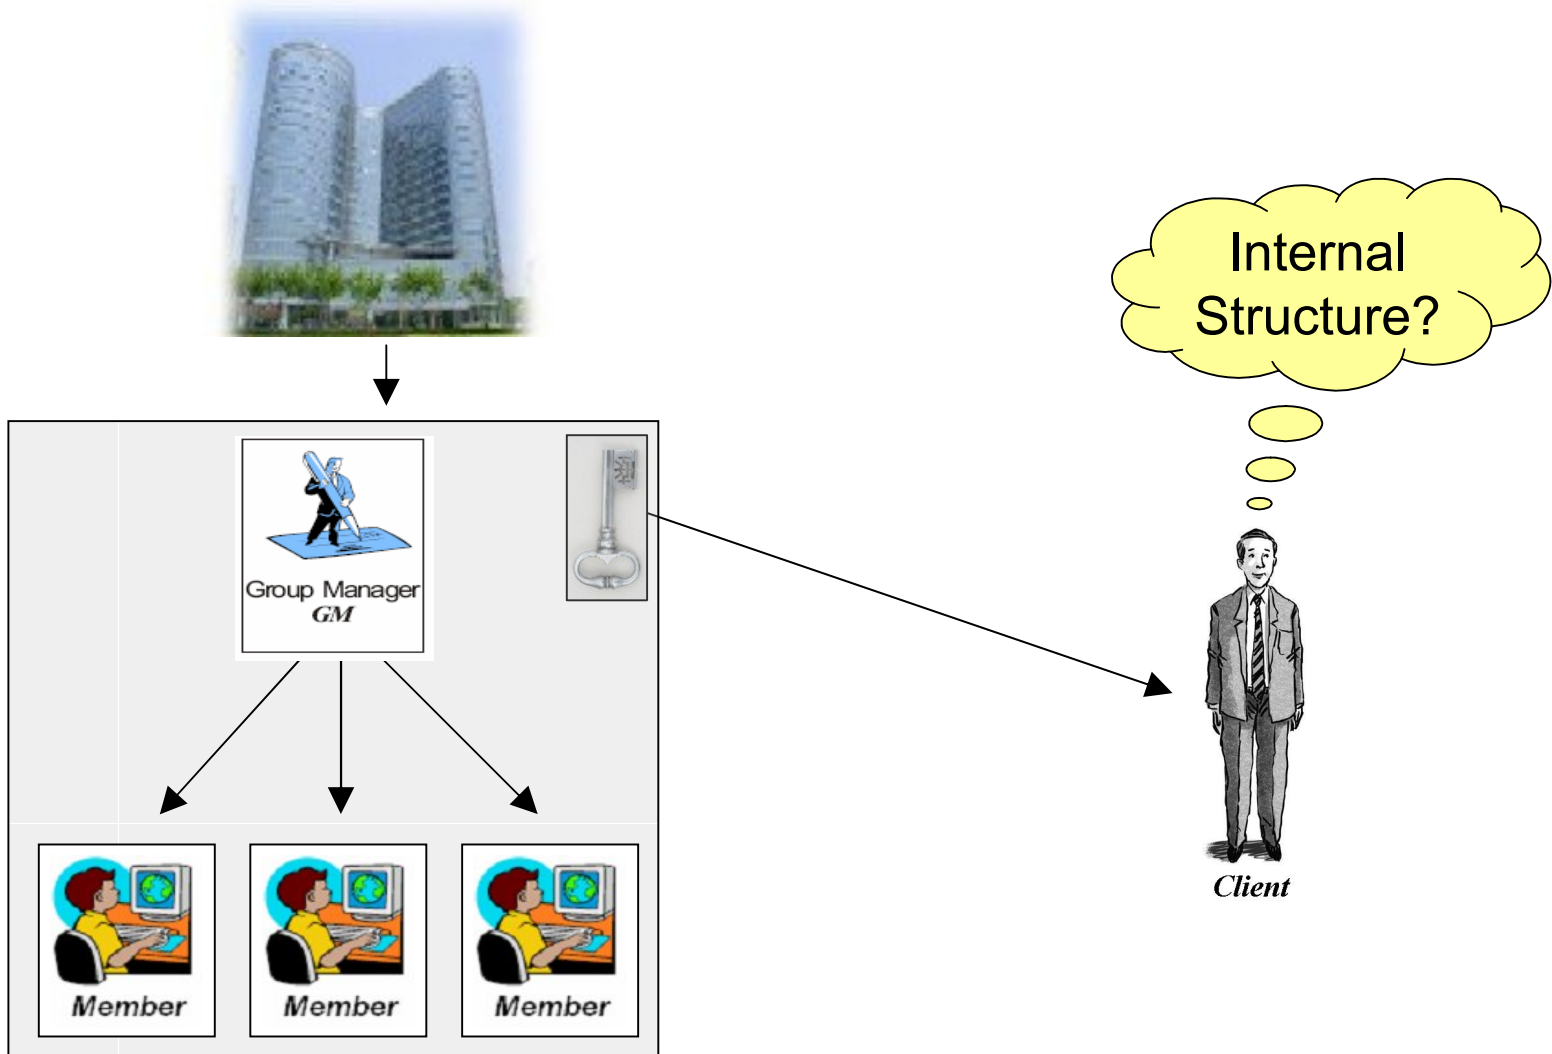 Internal
Structure?
Group Manager
GM
Client
Member
Member
Member